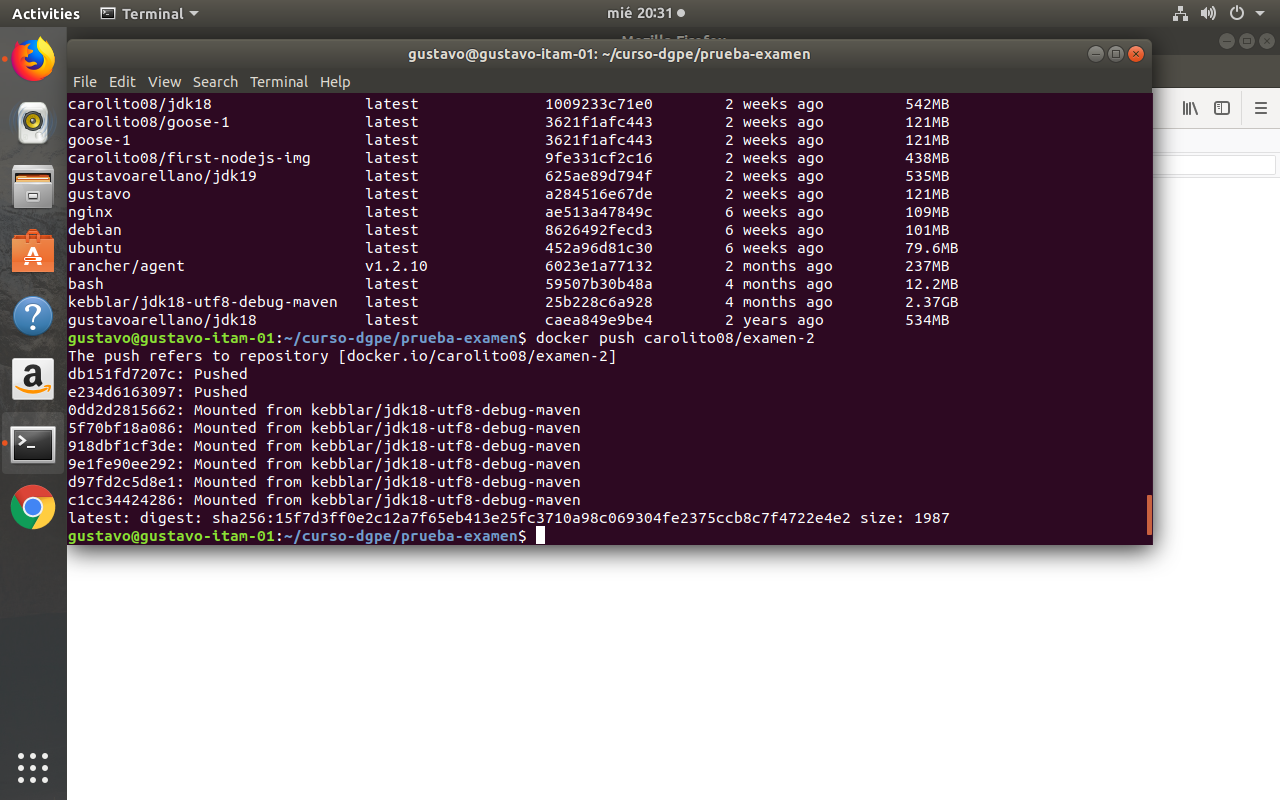 Activities Terminal mié 20:31
gustavo@gustavo-itam-01: ~/curso-dgpe/prueba-examen
File Edit View Search Terminal Help
carolito08/jdk18 latest 1009233c71e0 2 weeks ago 542MB
carolito08/goose-1 latest 3621f1afc443 2 weeks ago 121MB
goose-1 latest 3621f1afc443 2 weeks ago 121MB
carolito08/first-nodejs-img latest 9fe331cf2c16 2 weeks ago 438MB
gustavoarellano/jdk19 latest 625ae89d794f 2 weeks ago 535MB
gustavo latest a284516e67de 2 weeks ago 121MB
nginx latest ae513a47849c 6 weeks ago 109MB
debian latest 8626492fecd3 6 weeks ago 101MB
ubuntu latest 452a96d81c30 6 weeks ago 79.6MB
rancher/agent v1.2.10 6023e1a77132 2 months ago 237MB
bash latest 59507b30b48a 4 months ago 12.2MB
kebblar/jdk18-utf8-debug-maven latest 25b228c6a928 4 months ago 2.37GB
gustavoarellano/jdk18 latest caea849e9be4 2 years ago 534MB
gustavo@gustavo-itam-01:~/curso-dgpe/prueba-examen$ docker push carolito08/examen-2
The push refers to repository [docker.io/carolito08/examen-2]
db151fd7207c: Pushed
e234d6163097: Pushed
0dd2d2815662: Mounted from kebblar/jdk18-utf8-debug-maven
5f70bf18a086: Mounted from kebblar/jdk18-utf8-debug-maven
918dbf1cf3de: Mounted from kebblar/jdk18-utf8-debug-maven
9e1fe90ee292: Mounted from kebblar/jdk18-utf8-debug-maven
d97fd2c5d8e1: Mounted from kebblar/jdk18-utf8-debug-maven
c1cc34424286: Mounted from kebblar/jdk18-utf8-debug-maven
latest: digest: sha256:15f7d3ff0e2c12a7f65eb413e25fc3710a98c069304fe2375ccb8c7f4722e4e2 size: 1987
gustavo@gustavo-itam-01:~/curso-dgpe/prueba-examen$